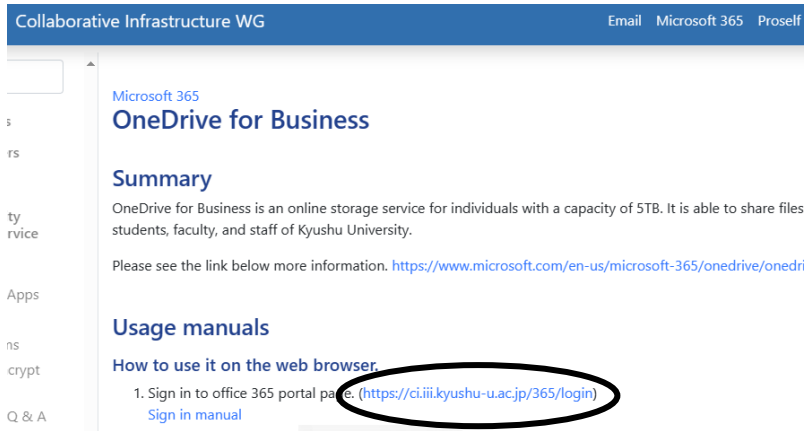 Collaborative Infrastructure WG
Email Microsoft 365 Proself
Microsoft 365
OneDrive for Business
Summary
OneDrive for Business is an online storage service for individuals with a capacity of 5TB. It is able to share files
students, faculty, and staff of Kyushu University.
Please see the link below more information. https://www.microsoft.com/en-us/microsoft-365/onedrive/onedri
Usage manuals
How to use it on the web browser.
1. Sign in to office 365 portal page. (https://ci.iii.kyushu-u.ac.jp/365/login)
Sign in manual
s
rs
ty
rvice
Apps
ns
crypt
Q & A